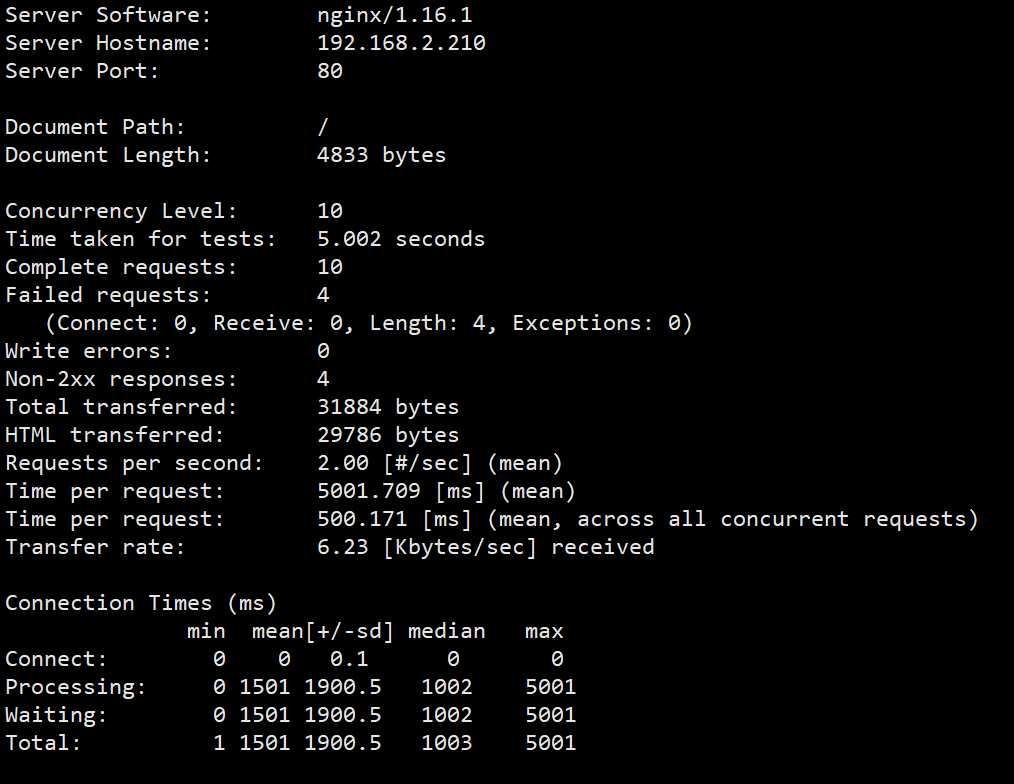 Server Software:        nginx/1.16.1
Server Hostname:        192.168.2.210
Server Port:            80

Document Path:          /
Document Length:        4833 bytes

Concurrency Level:      10
Time taken for tests:   5.002 seconds
Complete requests:      10
Failed requests:        4
   (Connect: 0, Receive: 0, Length: 4, Exceptions: 0)
Write errors:           0
Non-2xx responses:      4
Total transferred:      31884 bytes
HTML transferred:       29786 bytes
Requests per second:    2.00 [#/sec] (mean)
Time per request:       5001.709 [ms] (mean)
Time per request:       500.171 [ms] (mean, across all concurrent requests)
Transfer rate:          6.23 [Kbytes/sec] received

Connection Times (ms)
              min  mean[+/-sd] median   max
Connect:        0    0   0.1      0       0
Processing:     0 1501 1900.5   1002    5001
Waiting:        0 1501 1900.5   1002    5001
Total:          1 1501 1900.5   1003    5001